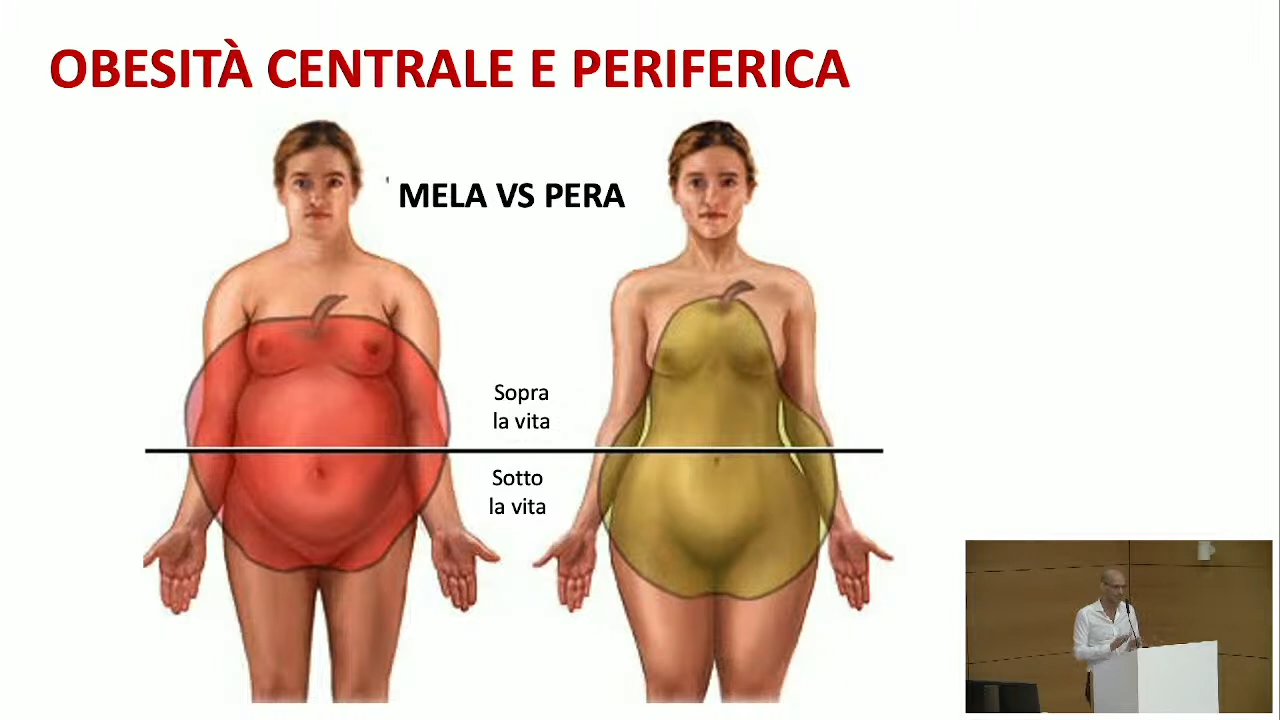 OBESITÀ CENTRALE E PERIFERICA
MELA VS PERA
Sopra
la vita
Sotto
la vita